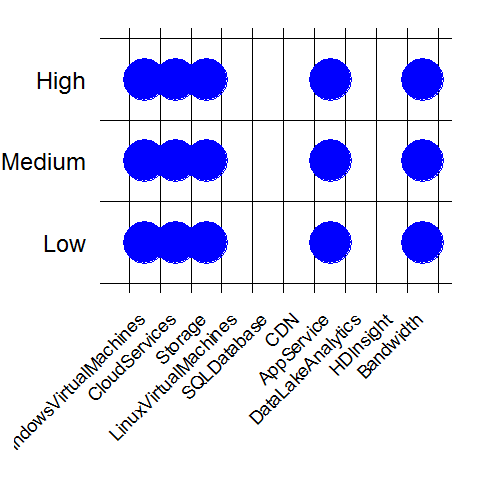 High
Medium
Low
ndowsVirtualMachines
CloudServices
Storage
LinuxVirtualMachines
SQLDatabase
CDN
AppService
DataLakeAnalytics
HDInsight
Bandwidth